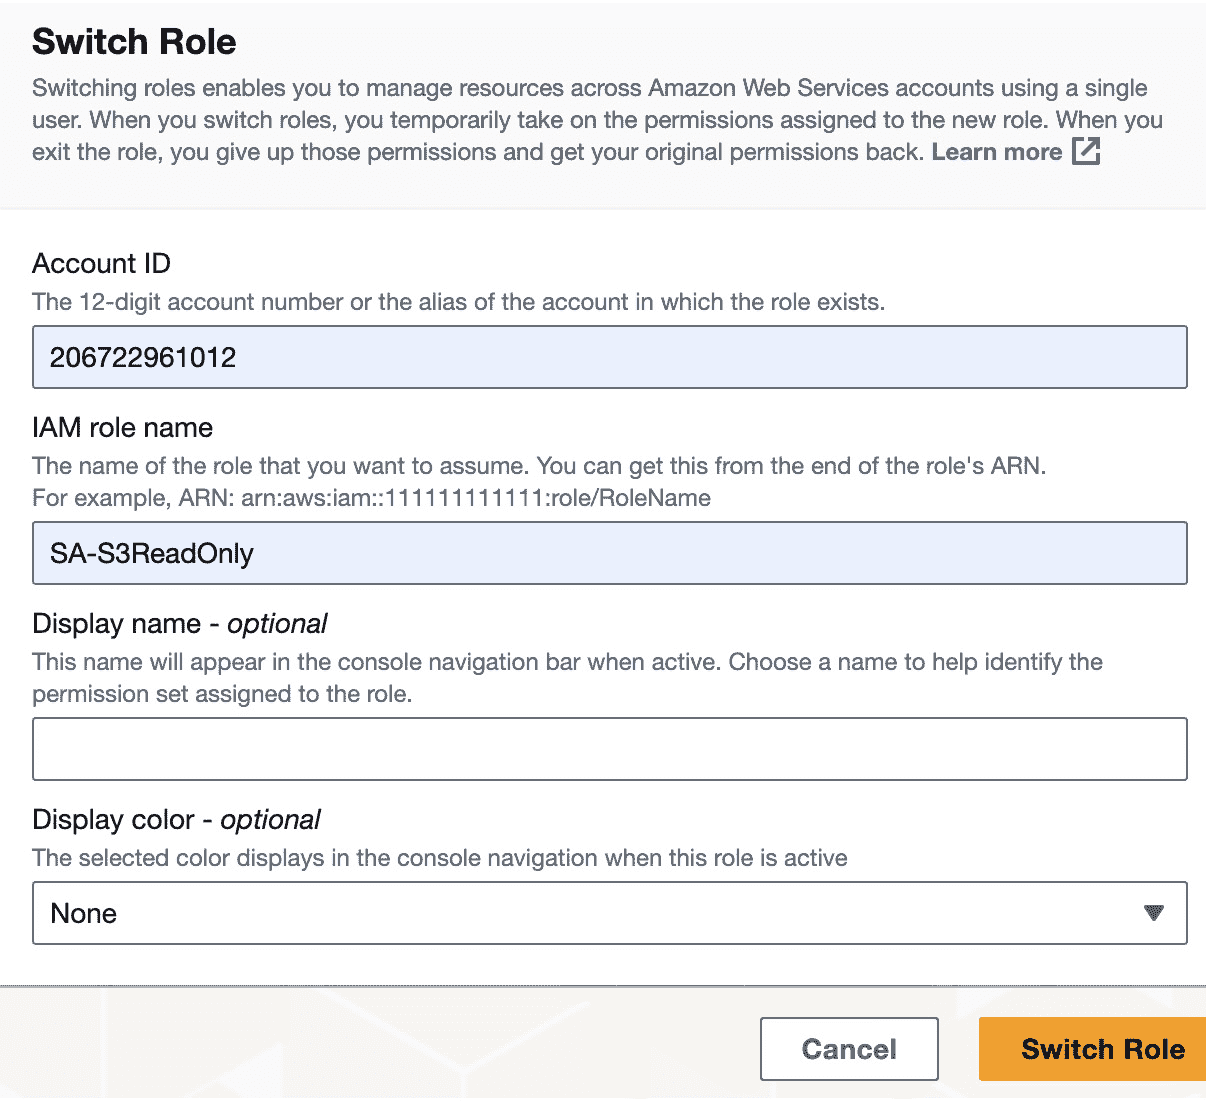 Switch Role
Switching roles enables you to manage resources across Amazon Web Services accounts using a single
user. When you switch roles, you temporarily take on the permissions assigned to the new role. When you
exit the role, you give up those permissions and get your original permissions back. Learn more
Account ID
The 12-digit account number or the alias of the account in which the role exists.
206722961012
IAM role name
The name of the role that you want to assume. You can get this from the end of the role's ARN.
For example, ARN: arn:aws:iam::111111111111:role/RoleName
SA-S3ReadOnly
Display name - optional
This name will appear in the console navigation bar when active. Choose a name to help identify the
permission set assigned to the role.
Display color - optional
The selected color displays in the console navigation when this role is active
None
Cancel
Switch Role